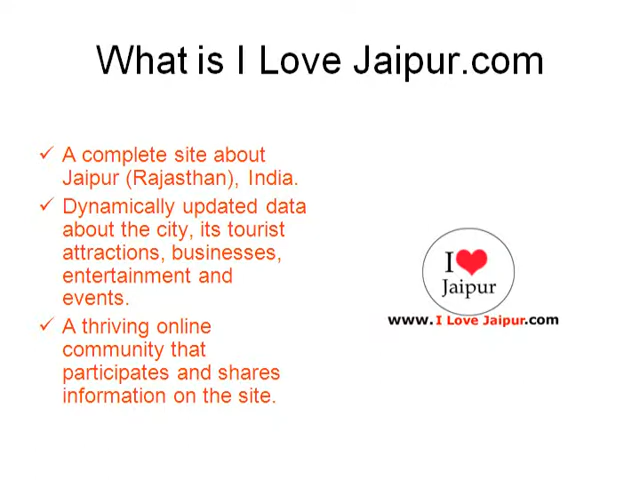 What is I Love Jaipur.com
A complete site about
Jaipur (Rajasthan), India.
Dynamically updated data
about the city, its tourist
attractions, businesses,
entertainment and
events.
A thriving online
community that
participates and shares
information on the site.
I ❤
Jaipur
www.I Love Jaipur.com